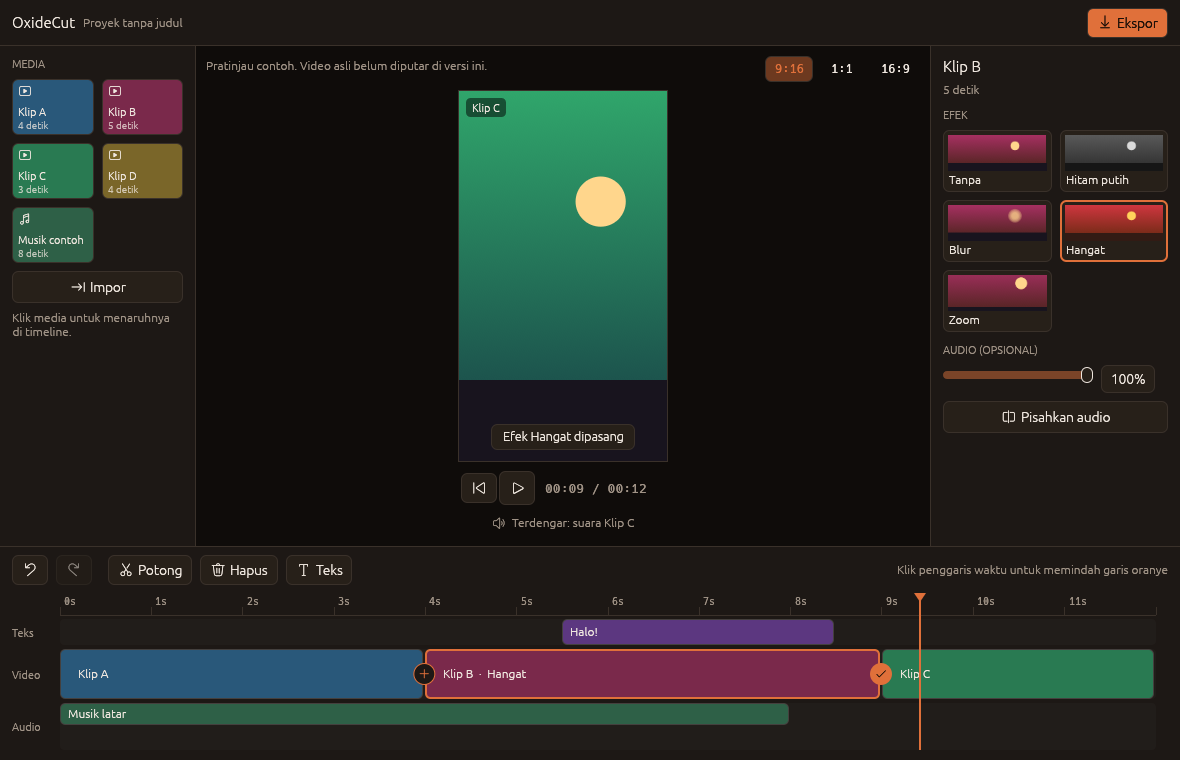 OxideCut Proyek tanpa judul
Ekspor
MEDIA
Klip A
4 detik
Klip B
5 detik
Klip C
3 detik
Klip D
4 detik
Musik contoh
8 detik
Impor
Klik media untuk menaruhnya
di timeline.
Pratinjau contoh. Video asli belum diputar di versi ini.
9:16 1:1 16:9
Klip C
Efek Hangat dipasang
00:09 / 00:12
Terdengar: suara Klip C
Klip B
5 detik
EFEK
Tanpa
Hitam putih
Blur
Hangat
Zoom
AUDIO (OPSIONAL)
100%
Pisahkan audio
Potong Hapus Teks
Klik penggaris waktu untuk memindah garis oranye
0s 1s 2s 3s 4s 5s 6s 7s 8s 9s 10s 11s
Teks
Halo!
Video
Klip A
Klip B · Hangat
Klip C
Audio
Musik latar